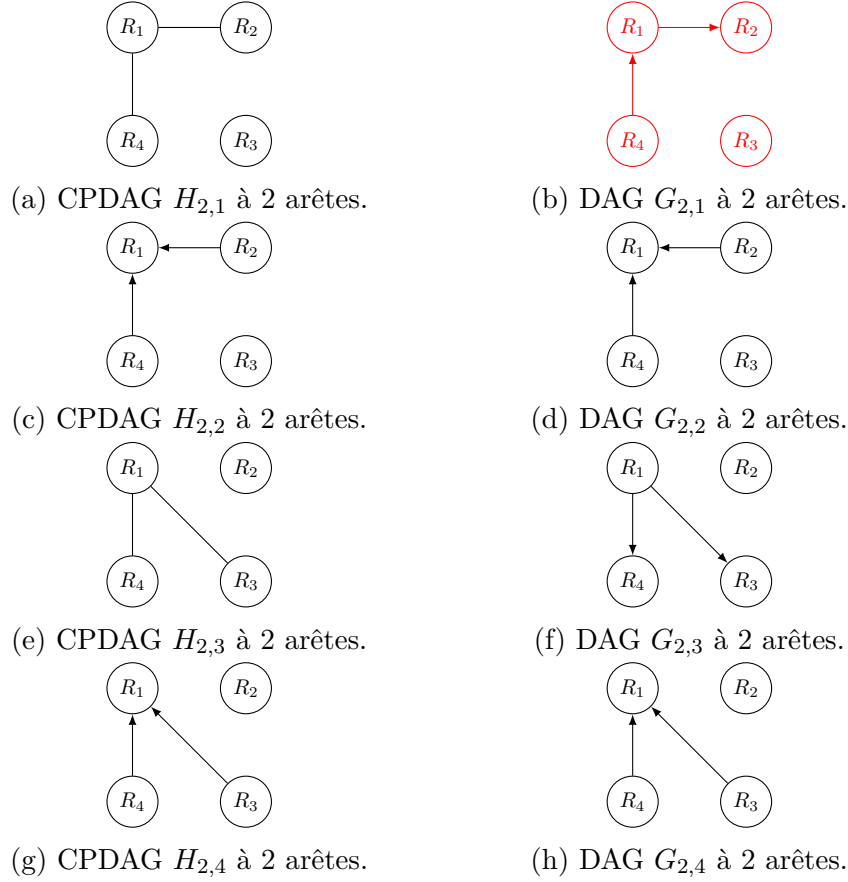 R₁ R₂ R₁ R₂
R₄ R₃ R₄ R₃
(a) CPDAG H₂,₁ à 2 arêtes. (b) DAG G₂,₁ à 2 arêtes.
R₁ R₂ R₁ R₂
R₄ R₃ R₄ R₃
(c) CPDAG H₂,₂ à 2 arêtes. (d) DAG G₂,₂ à 2 arêtes.
R₁ R₂ R₁ R₂
R₄ R₃ R₄ R₃
(e) CPDAG H₂,₃ à 2 arêtes. (f) DAG G₂,₃ à 2 arêtes.
R₁ R₂ R₁ R₂
R₄ R₃ R₄ R₃
(g) CPDAG H₂,₄ à 2 arêtes. (h) DAG G₂,₄ à 2 arêtes.